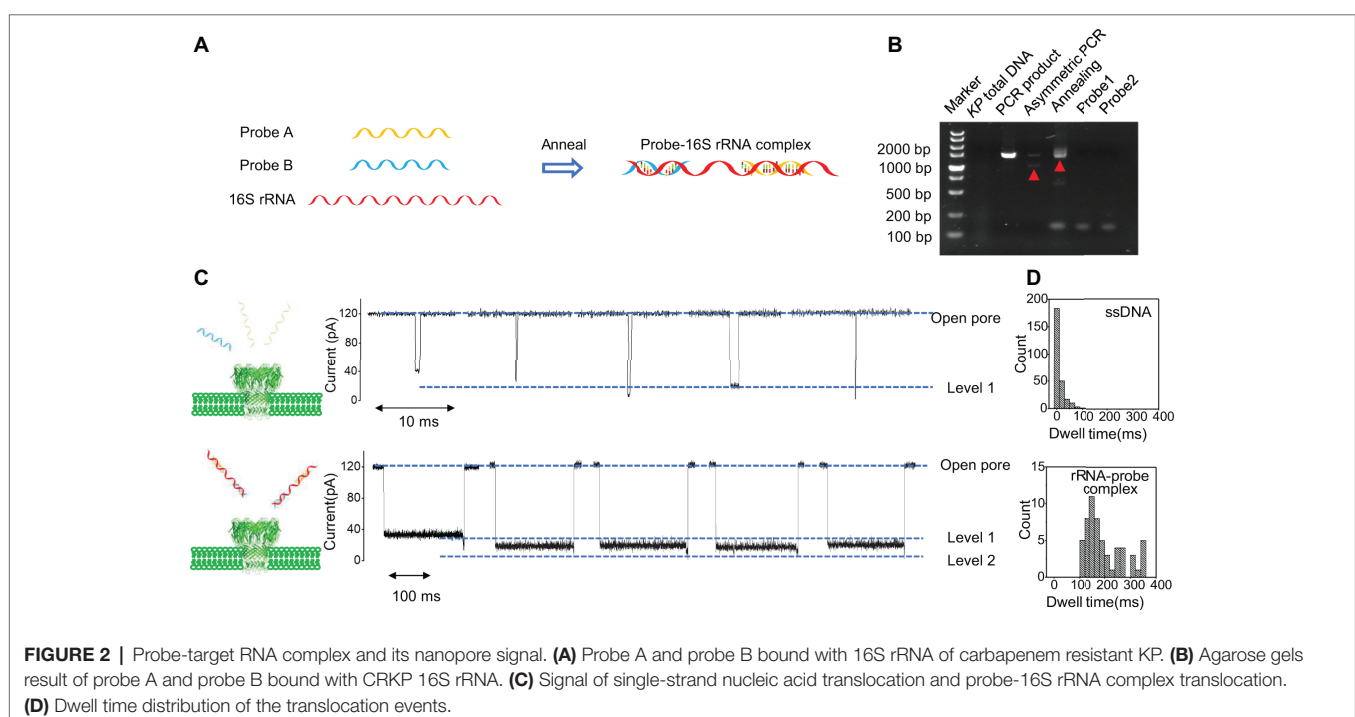 A
Probe A
Probe B
16S rRNA
Anneal
Probe-16S rRNA complex
B
Marker
KP total DNA
PCR product
Asymmetric PCR
Annealing
Probe1
Probe2
2000 bp
1000 bp
500 bp
200 bp
100 bp
C
Current (pA)
120
80
40
0
Open pore
Level 1
10 ms
Current(pA)
120
80
40
0
Open pore
Level 1
Level 2
100 ms
D
ssDNA
Count
200
150
100
50
0
0 100 200 300 400
Dwell time(ms)
rRNA-probe
complex
Count
15
10
5
0
0 100 200 300 400
Dwell time(ms)
FIGURE 2 | Probe-target RNA complex and its nanopore signal. (A) Probe A and probe B bound with 16S rRNA of carbapenem resistant KP. (B) Agarose gels
result of probe A and probe B bound with CRKP 16S rRNA. (C) Signal of single-strand nucleic acid translocation and probe-16S rRNA complex translocation.
(D) Dwell time distribution of the translocation events.